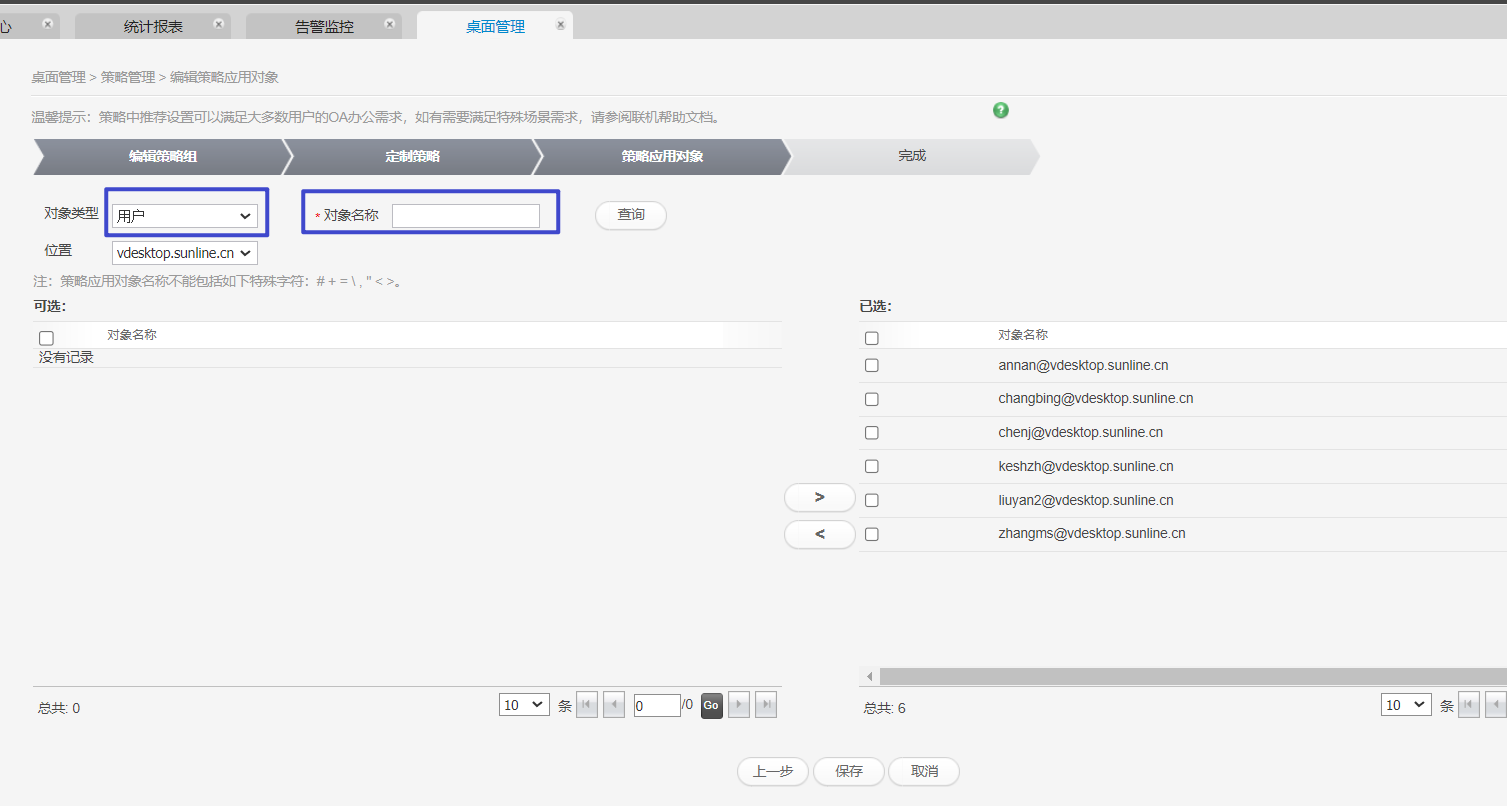 心 统计报表 告警监控 桌面管理
桌面管理 > 策略管理 > 编辑策略应用对象
温馨提示：策略中推荐设置可以满足大多数用户的OA办公需求，如有需要满足特殊场景需求，请参阅联机帮助文档。
编辑策略组 定制策略 策略应用对象 完成
对象类型 用户 * 对象名称 查询
位置 vdesktop.sunline.cn
注：策略应用对象名称不能包括如下特殊字符：# + = \ , " < >。
可选： 已选：
对象名称 对象名称
没有记录
annan@vdesktop.sunline.cn
changbing@vdesktop.sunline.cn
chenj@vdesktop.sunline.cn
keshzh@vdesktop.sunline.cn
liuyan2@vdesktop.sunline.cn
zhangms@vdesktop.sunline.cn
>
<
总共: 0 10 条 0 /0 Go 总共: 6 10 条
上一步 保存 取消